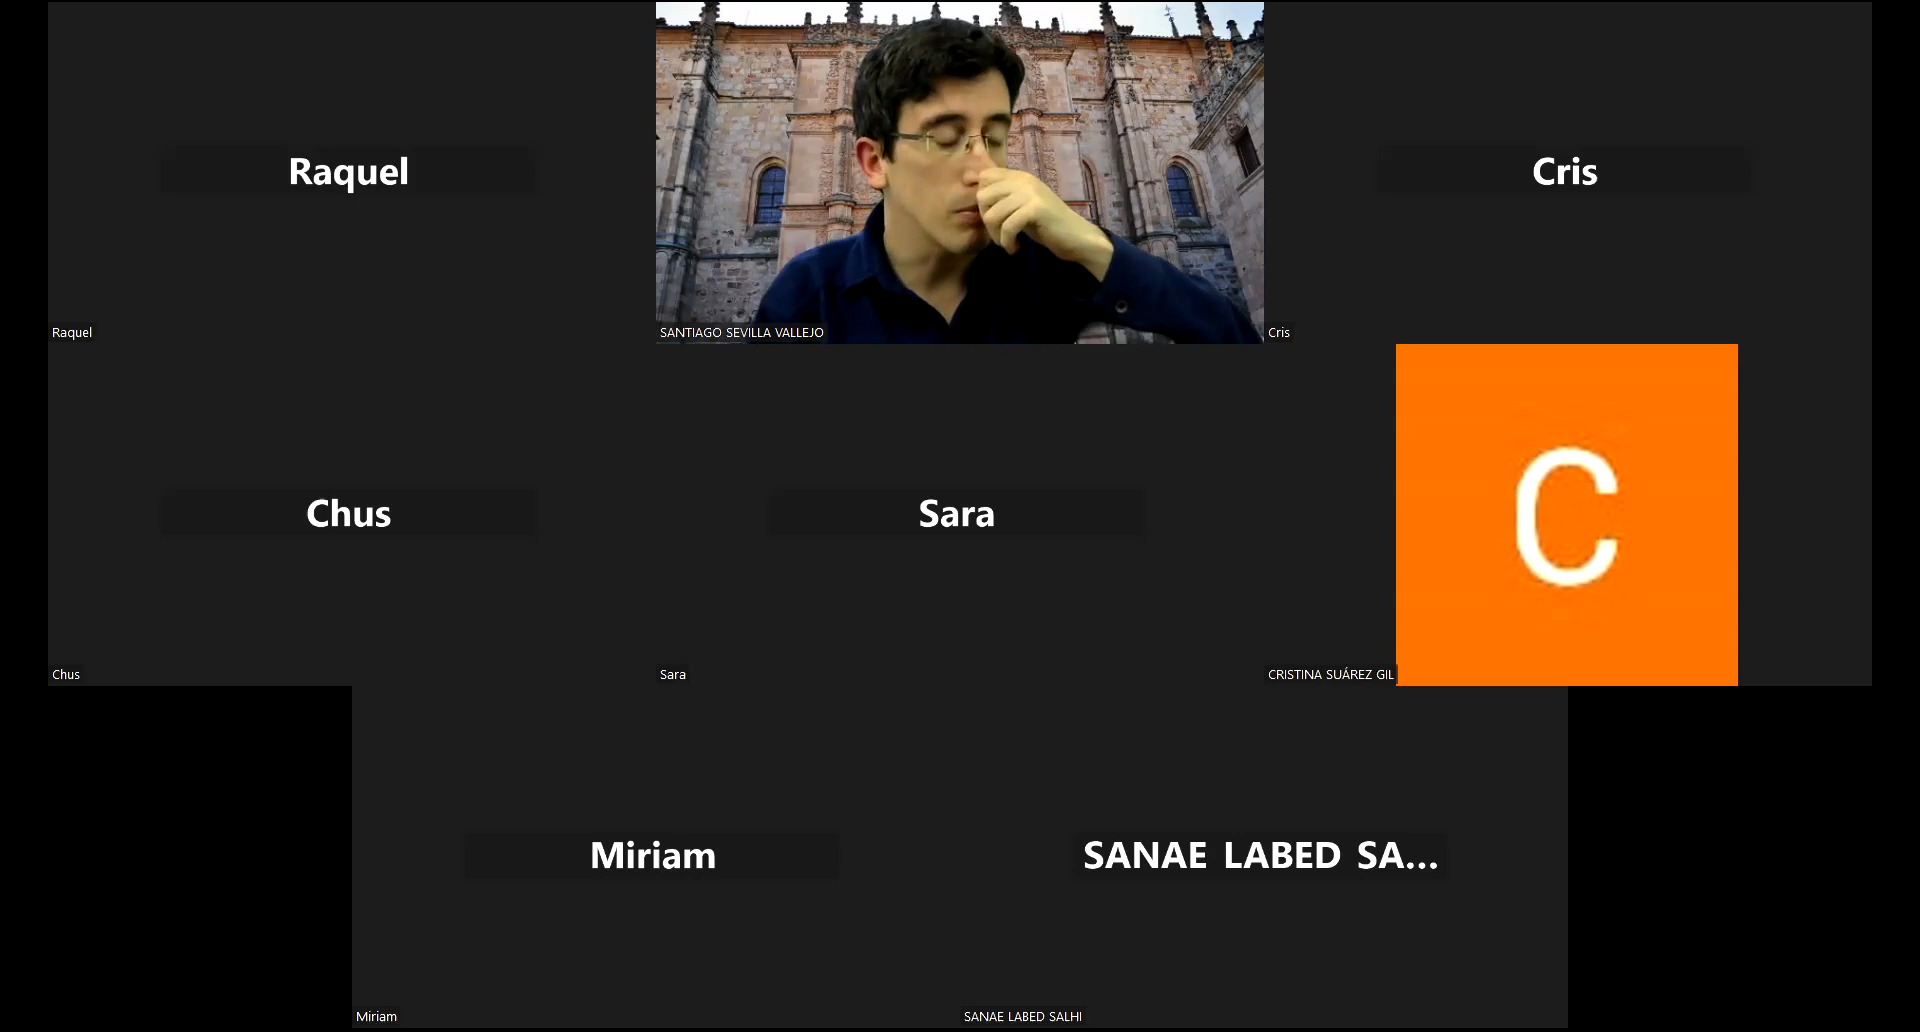 Raquel
Raquel
SANTIAGO SEVILLA VALLEJO
Cris
Cris
Chus
Chus
Sara
Sara
C
CRISTINA SUÁREZ GIL
Miriam
Miriam
SANAE LABED SA...
SANAE LABED SALHI